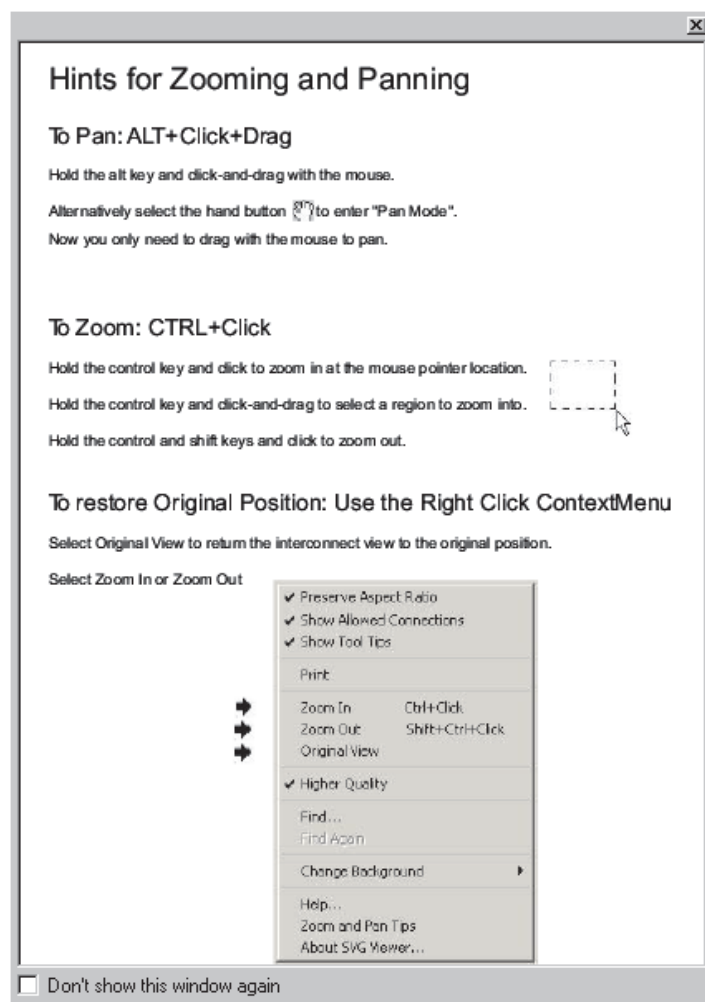 Hints for Zooming and Panning
To Pan: ALT+Click+Drag
Hold the alt key and click-and-drag with the mouse.
Alternatively select the hand button to enter "Pan Mode".
Now you only need to drag with the mouse to pan.
To Zoom: CTRL+Click
Hold the control key and click to zoom in at the mouse pointer location.
Hold the control key and click-and-drag to select a region to zoom into.
Hold the control and shift keys and click to zoom out.
To restore Original Position: Use the Right Click ContextMenu
Select Original View to return the interconnect view to the original position.
Select Zoom In or Zoom Out
Preserve Aspect Ratio
Show Allowed Connections
Show Tool Tips
Print
Zoom In Ctrl+Click
Zoom Out Shift+Ctrl+Click
Original View
Higher Quality
Find...
Find Again
Change Background
Help...
Zoom and Pan Tips
About SVG Viewer...
Don't show this window again